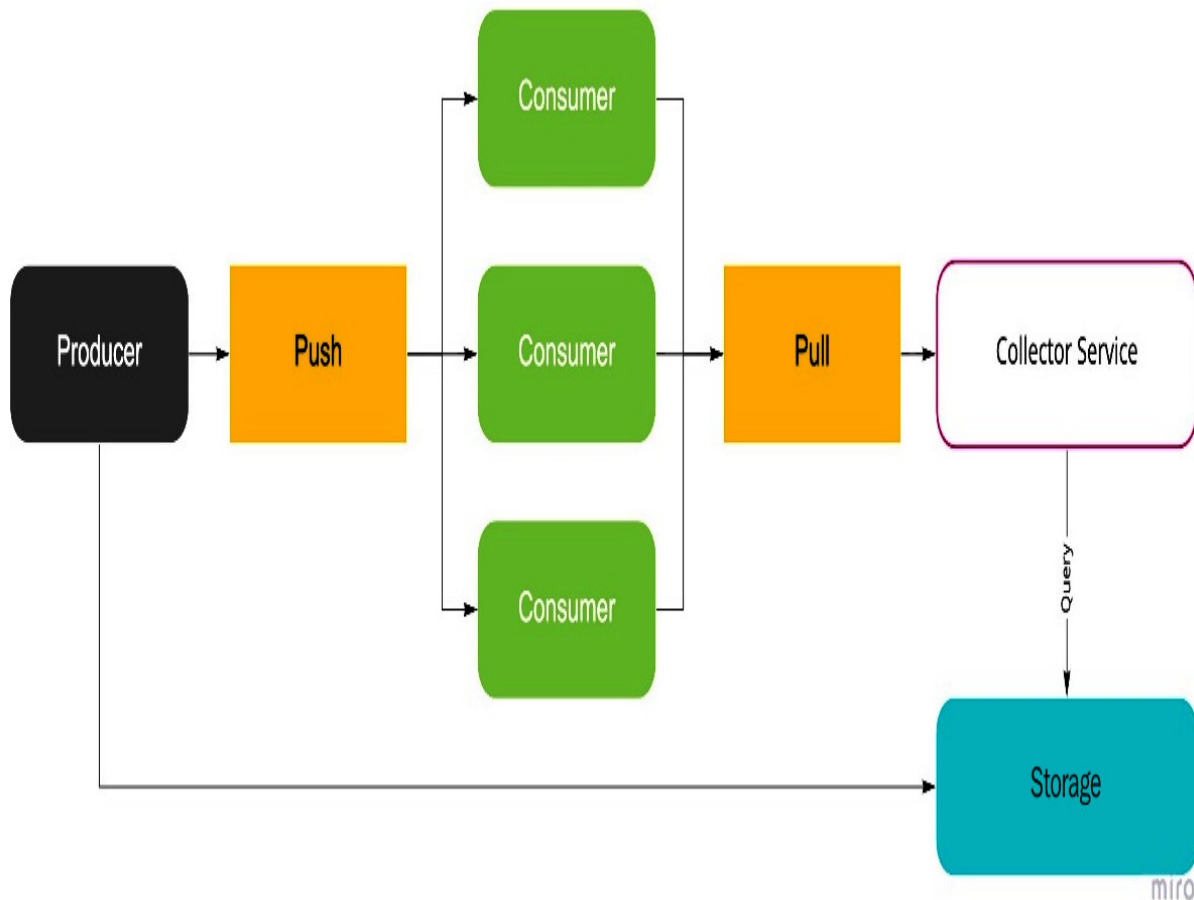 Consumer
Producer
Push
Consumer
Pull
Collector Service
Consumer
Query
Storage
miro